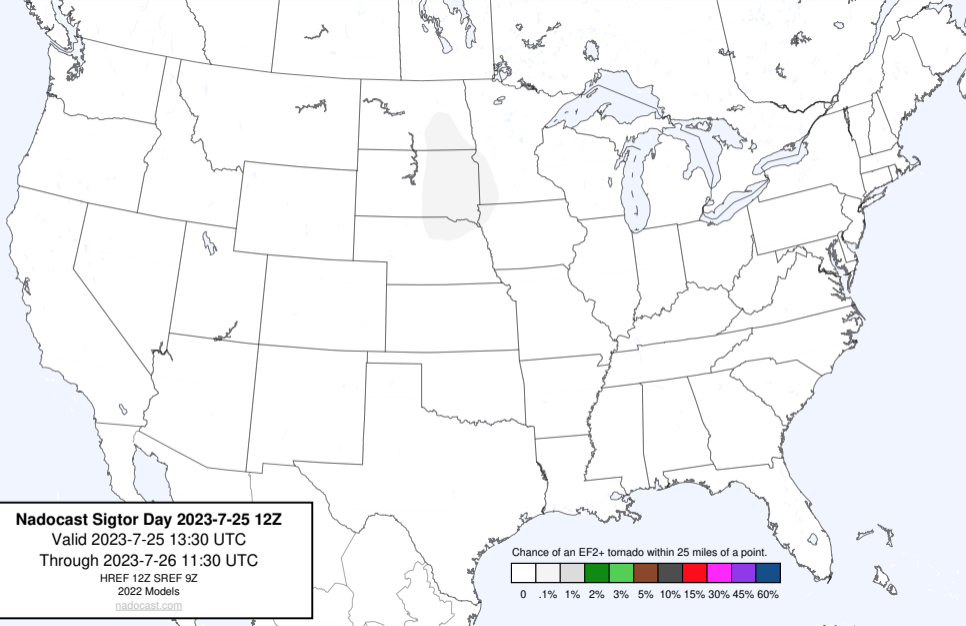 Nadocast Sigtor Day 2023-7-25 12Z
Valid 2023-7-25 13:30 UTC
Through 2023-7-26 11:30 UTC
HREF 12Z SREF 9Z
2022 Models
nadocast.com
Chance of an EF2+ tornado within 25 miles of a point.
0 .1% 1% 2% 3% 5% 10% 15% 30% 45% 60%